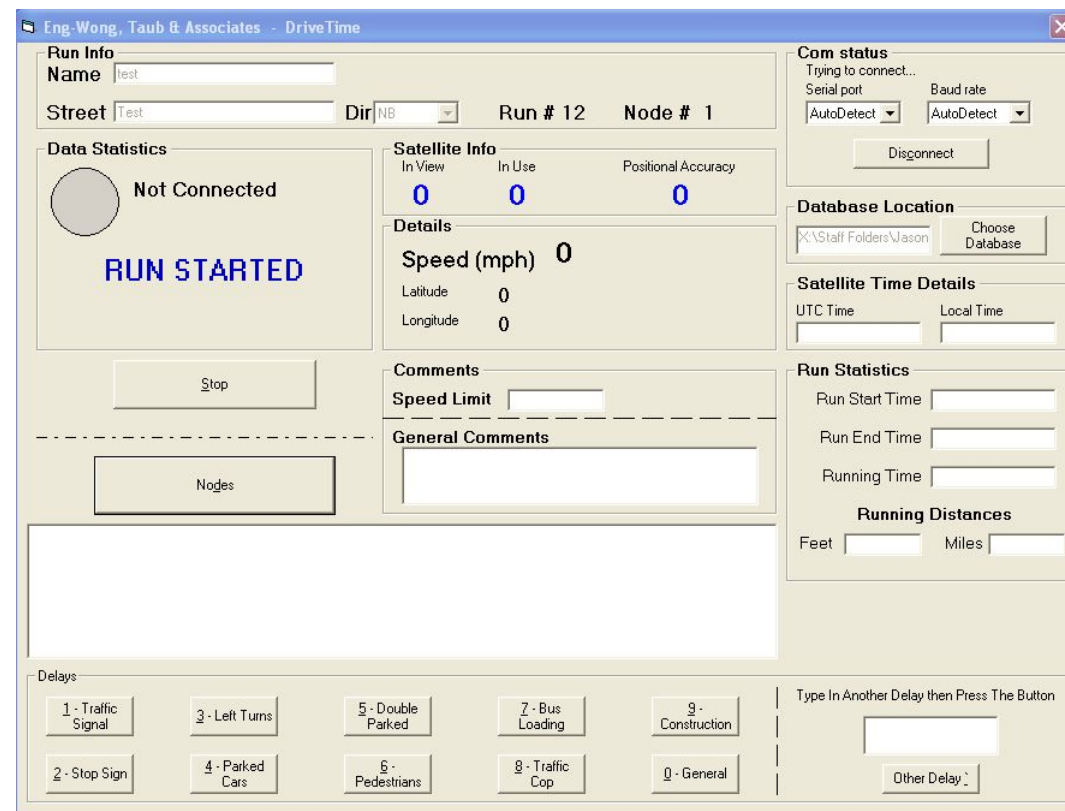 Eng-Wong, Taub & Associates - DriveTime
Run Info
Name test
Street Test Dir NB Run # 12 Node # 1
Com status
Trying to connect...
Serial port Baud rate
AutoDetect AutoDetect
Disconnect
Data Statistics
Not Connected
RUN STARTED
Satellite Info
In View In Use Positional Accuracy
0 0 0
Details
Speed (mph) 0
Latitude 0
Longitude 0
Database Location
X:\Staff Folders\Jason
Choose
Database
Satellite Time Details
UTC Time Local Time
Stop
Nodes
Comments
Speed Limit
General Comments
Run Statistics
Run Start Time
Run End Time
Running Time
Running Distances
Feet Miles
Delays
1 - Traffic
Signal
3 - Left Turns
5 - Double
Parked
7 - Bus
Loading
9 -
Construction
2 - Stop Sign
4 - Parked
Cars
6 -
Pedestrians
8 - Traffic
Cop
0 - General
Type In Another Delay then Press The Button
Other Delay `